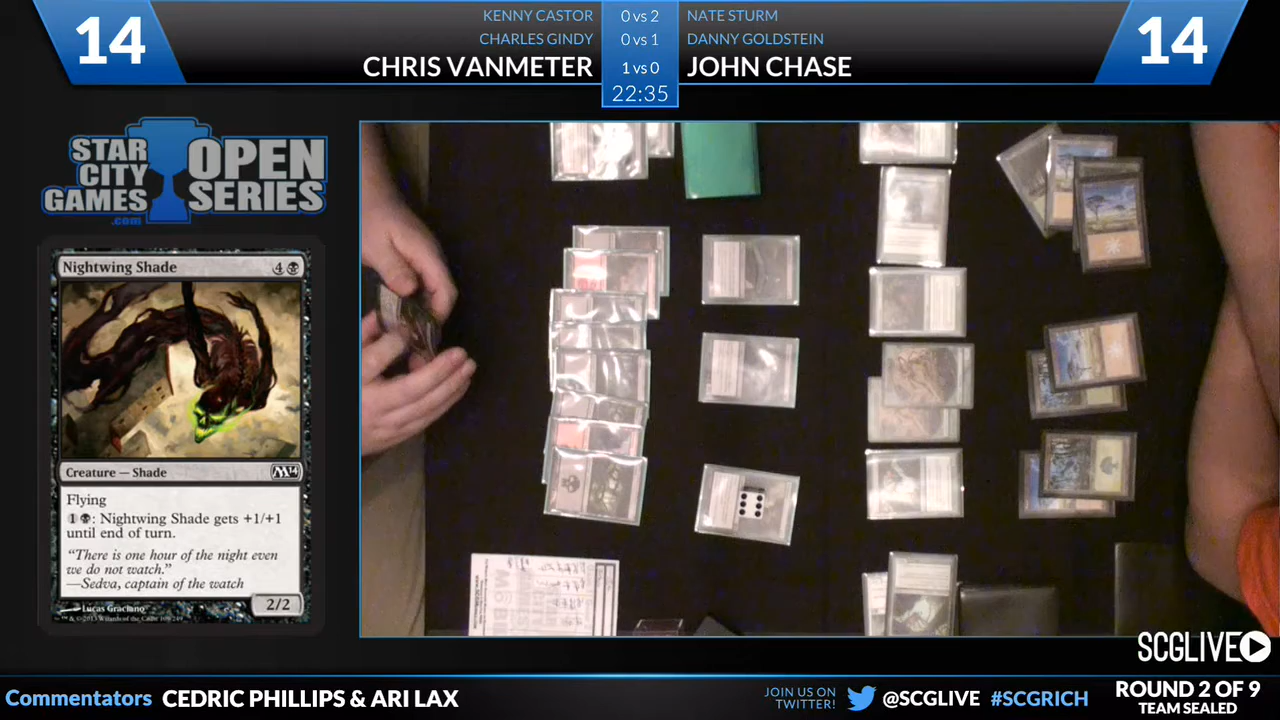 14
KENNY CASTOR 0 vs 2 NATE STURM
CHARLES GINDY 0 vs 1 DANNY GOLDSTEIN
CHRIS VANMETER 1 vs 0 JOHN CHASE
22:35
14
STAR
CITY
GAMES
.com
OPEN
SERIES
Nightwing Shade 4
Creature — Shade M14
Flying
1: Nightwing Shade gets +1/+1
until end of turn.
"There is one hour of the night even
we do not watch."
—Sedva, captain of the watch
Lucas Graciano
2/2
SCGLIVE
Commentators CEDRIC PHILLIPS & ARI LAX
JOIN US ON
TWITTER!
@SCGLIVE #SCGRICH
ROUND 2 OF 9
TEAM SEALED